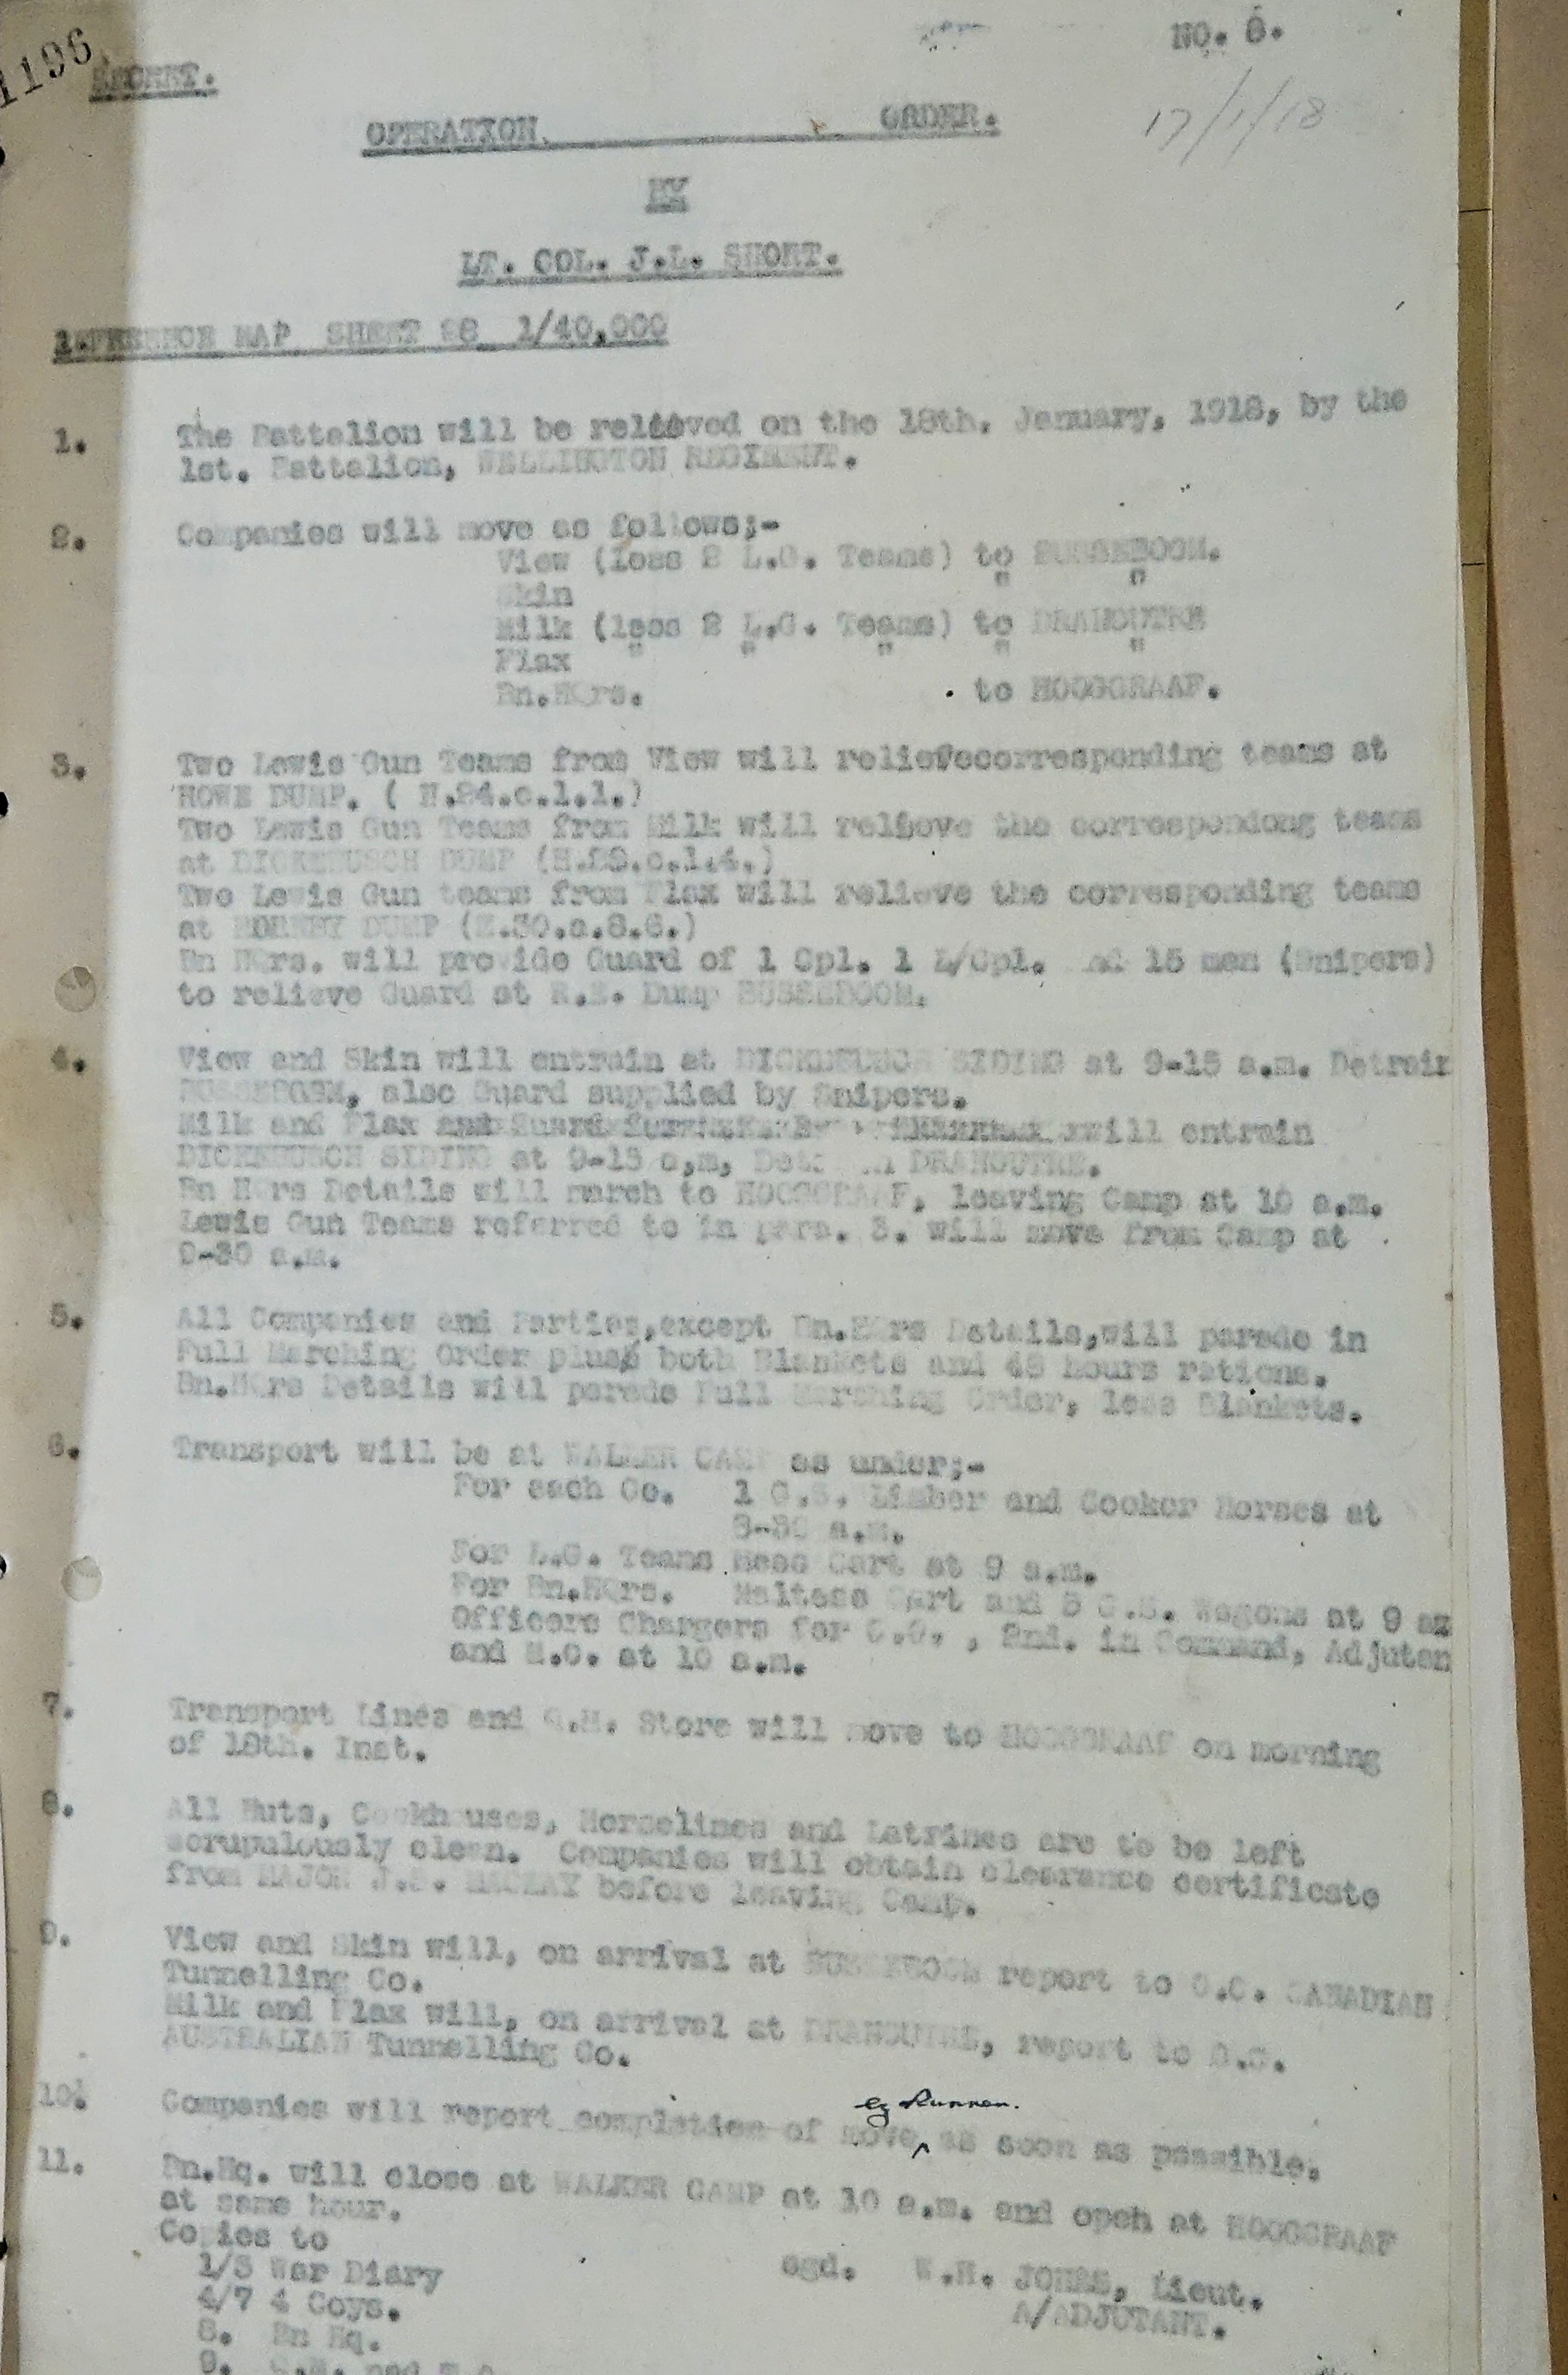 1196
SECRET.
NO. 8.
17/1/18
OPERATION ORDER.
BY
LT. COL. J.L. SHORT.
REFERENCE MAP SHEET 28 1/40,000
1. The Battalion will be relieved on the 18th. January, 1918, by the
1st. Battalion, WELLINGTON REGIMENT.
2. Companies will move as follows;-
View (less 2 L.G. Teams) to BUSSEBOOM.
Skin " "
Milk (less 2 L.G. Teams) to DRANOUTRE
Flax " " " " "
Bn.HQrs. to HOOGGRAAF.
3. Two Lewis Gun Teams from View will relieve corresponding teams at
HOWE DUMP. ( H.24.c.1.1.)
Two Lewis Gun Teams from Milk will relieve the correspondong teams
at DICKEBUSCH DUMP
Two Lewis Gun teams from Flax will relieve the corresponding teams
at HORNBY DUMP (H.30.a.8.6.)
Bn HQrs. will provide Guard of 1 Cpl. 1 L/Cpl. and 15 men (Snipers)
to relieve Guard at R.E. Dump BUSSEBOOM.
4. View and Skin will entrain at DICKEBUSCH SIDING at 9-15 a.m. Detrain
BUSSEBOOM, also Guard supplied by Snipers.
Milk and Flax will entrain
DICKEBUSCH SIDING at 9-15 a,m, Detrain DRANOUTRE.
Bn HQrs Details will march to HOOGGRAAF, leaving Camp at 10 a.m.
Lewis Gun Teams referred to in para. 3. will move from Camp at
9-30 a.m.
5. All Companies and Parties,except Bn.HQrs Details,will parade in
Full Marching Order plus both Blankets and 48 hours rations.
Bn.HQrs Details will parade Full Marching Order, less Blankets.
6. Transport will be at WALKER CAMP as under;-
For each Co. 1 G.S. Limber and Cooker Horses at
8-30 a.m.
For L.G. Teams Mess Cart at 9 a.m.
For Bn.HQrs. Maltese Cart and 3 G.S. Wagons at 9 am
Officers Chargers for C.O. , 2nd. in Command, Adjutan
and M.O. at 10 a.m.
7. Transport Lines and Q.M. Store will move to HOOGGRAAF on morning
of 18th. Inst.
8. All Huts, Cookhouses, Horselines and Latrines are to be left
scrupulously clean. Companies will obtain clearance certificate
from MAJOR J.E. MACKAY before leaving Camp.
9. View and Skin will, on arrival at BUSSEBOOM report to O.C. CANADIAN
Tunnelling Co.
Milk and Flax will, on arrival at DRANOUTRE, report to O.C.
AUSTRALIAN Tunnelling Co.
10. Companies will report completion of move by Runner. as soon as possible.
11. Bn.Hq. will close at WALKER CAMP at 10 a.m. and open at HOOGGRAAF
at same hour.
Copies to
1/3 War Diary
4/7 4 Coys.
8. Bn Hq.
9. Q.M. and T.O
sgd. W.H. JONES, Lieut.
A/ADJUTANT.